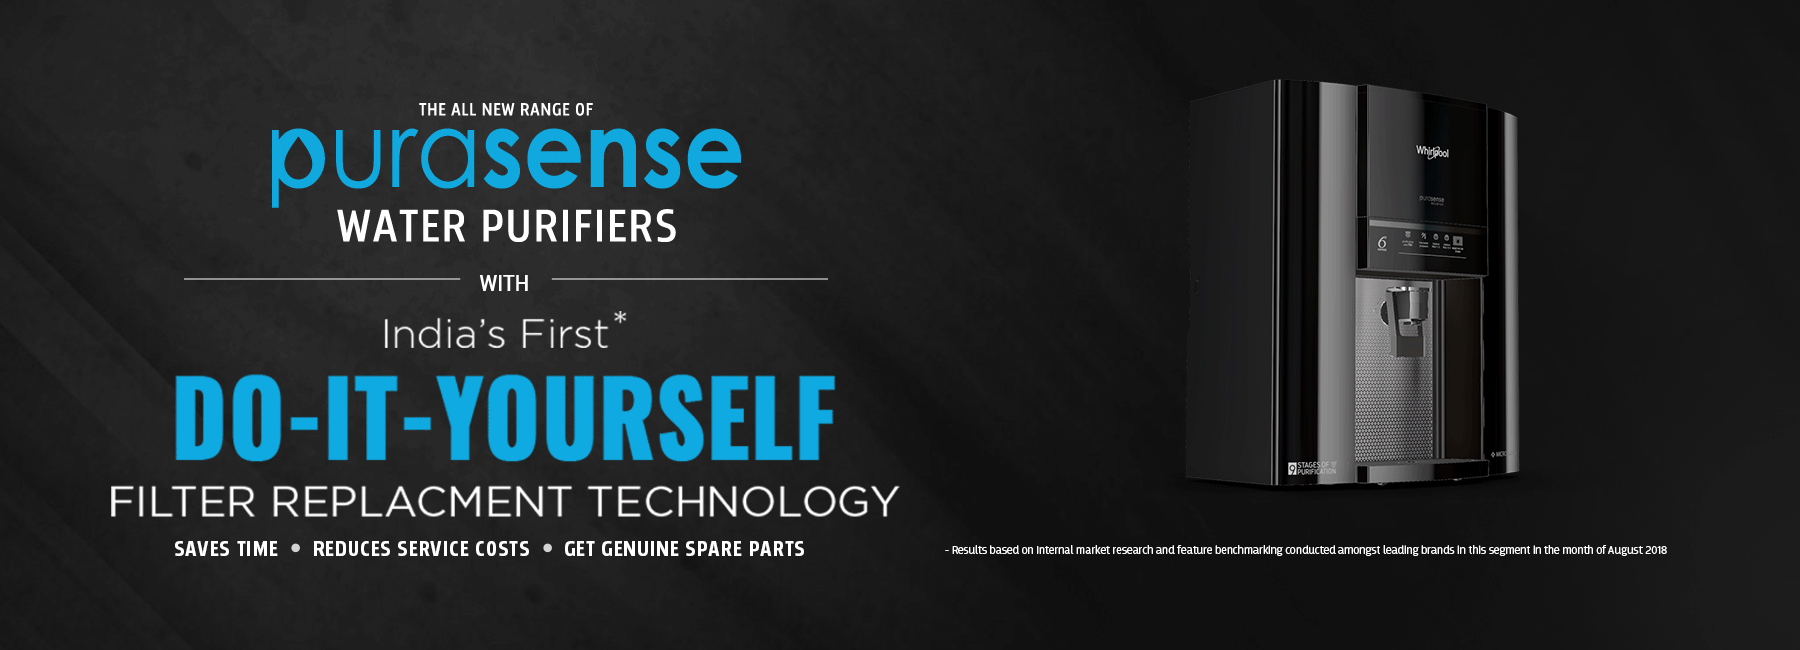 THE ALL NEW RANGE OF
purasense
WATER PURIFIERS
WITH
India's First*
DO-IT-YOURSELF
FILTER REPLACMENT TECHNOLOGY
SAVES TIME • REDUCES SERVICE COSTS • GET GENUINE SPARE PARTS
Whirlpool
purasense
6
9 STAGES OF
PURIFICATION
MICRO
- Results based on internal market research and feature benchmarking conducted amongst leading brands in this segment in the month of August 2018